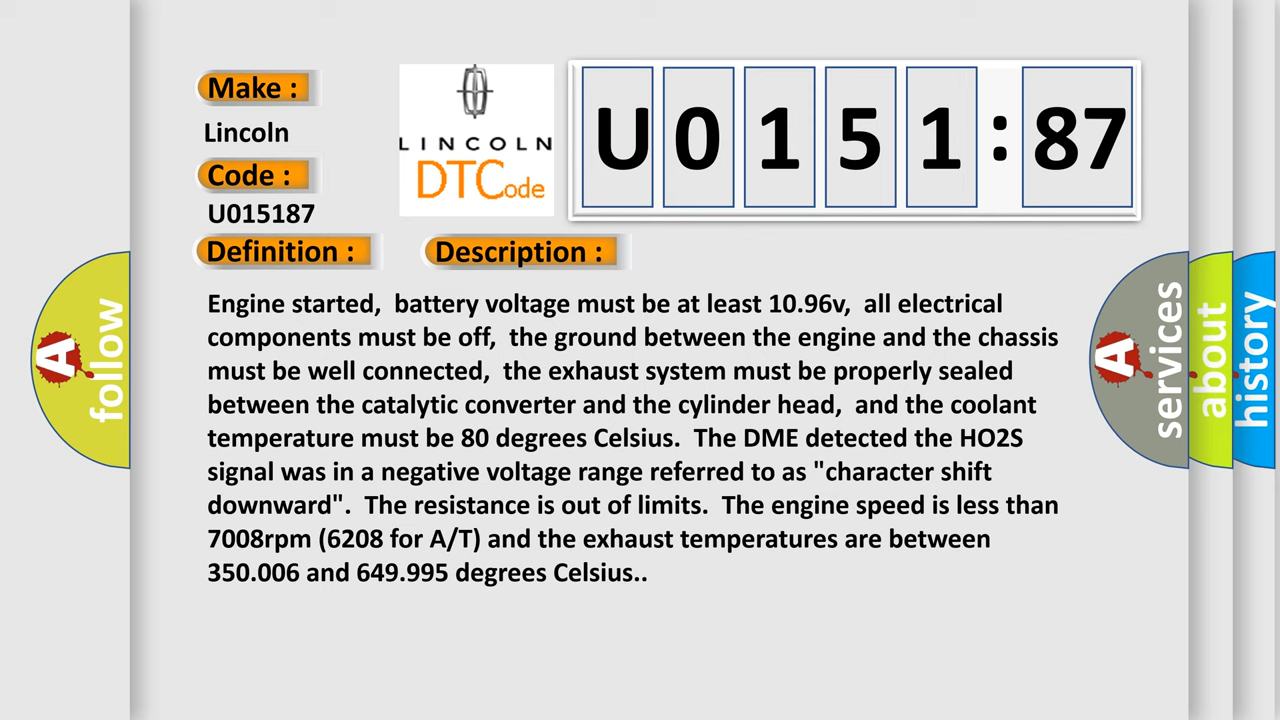 Make :
Lincoln
Code :
U015187
LINCOLN
DTCode
U0151:87
Definition :
Description :
Engine started,  battery voltage must be at least 10.96v,  all electrical
components must be off,  the ground between the engine and the chassis
must be well connected,  the exhaust system must be properly sealed
between the catalytic converter and the cylinder head,  and the coolant
temperature must be 80 degrees Celsius.  The DME detected the HO2S
signal was in a negative voltage range referred to as "character shift
downward".  The resistance is out of limits.  The engine speed is less than
7008rpm (6208 for A/T) and the exhaust temperatures are between
350.006 and 649.995 degrees Celsius..
A
follow
A
services
about
history